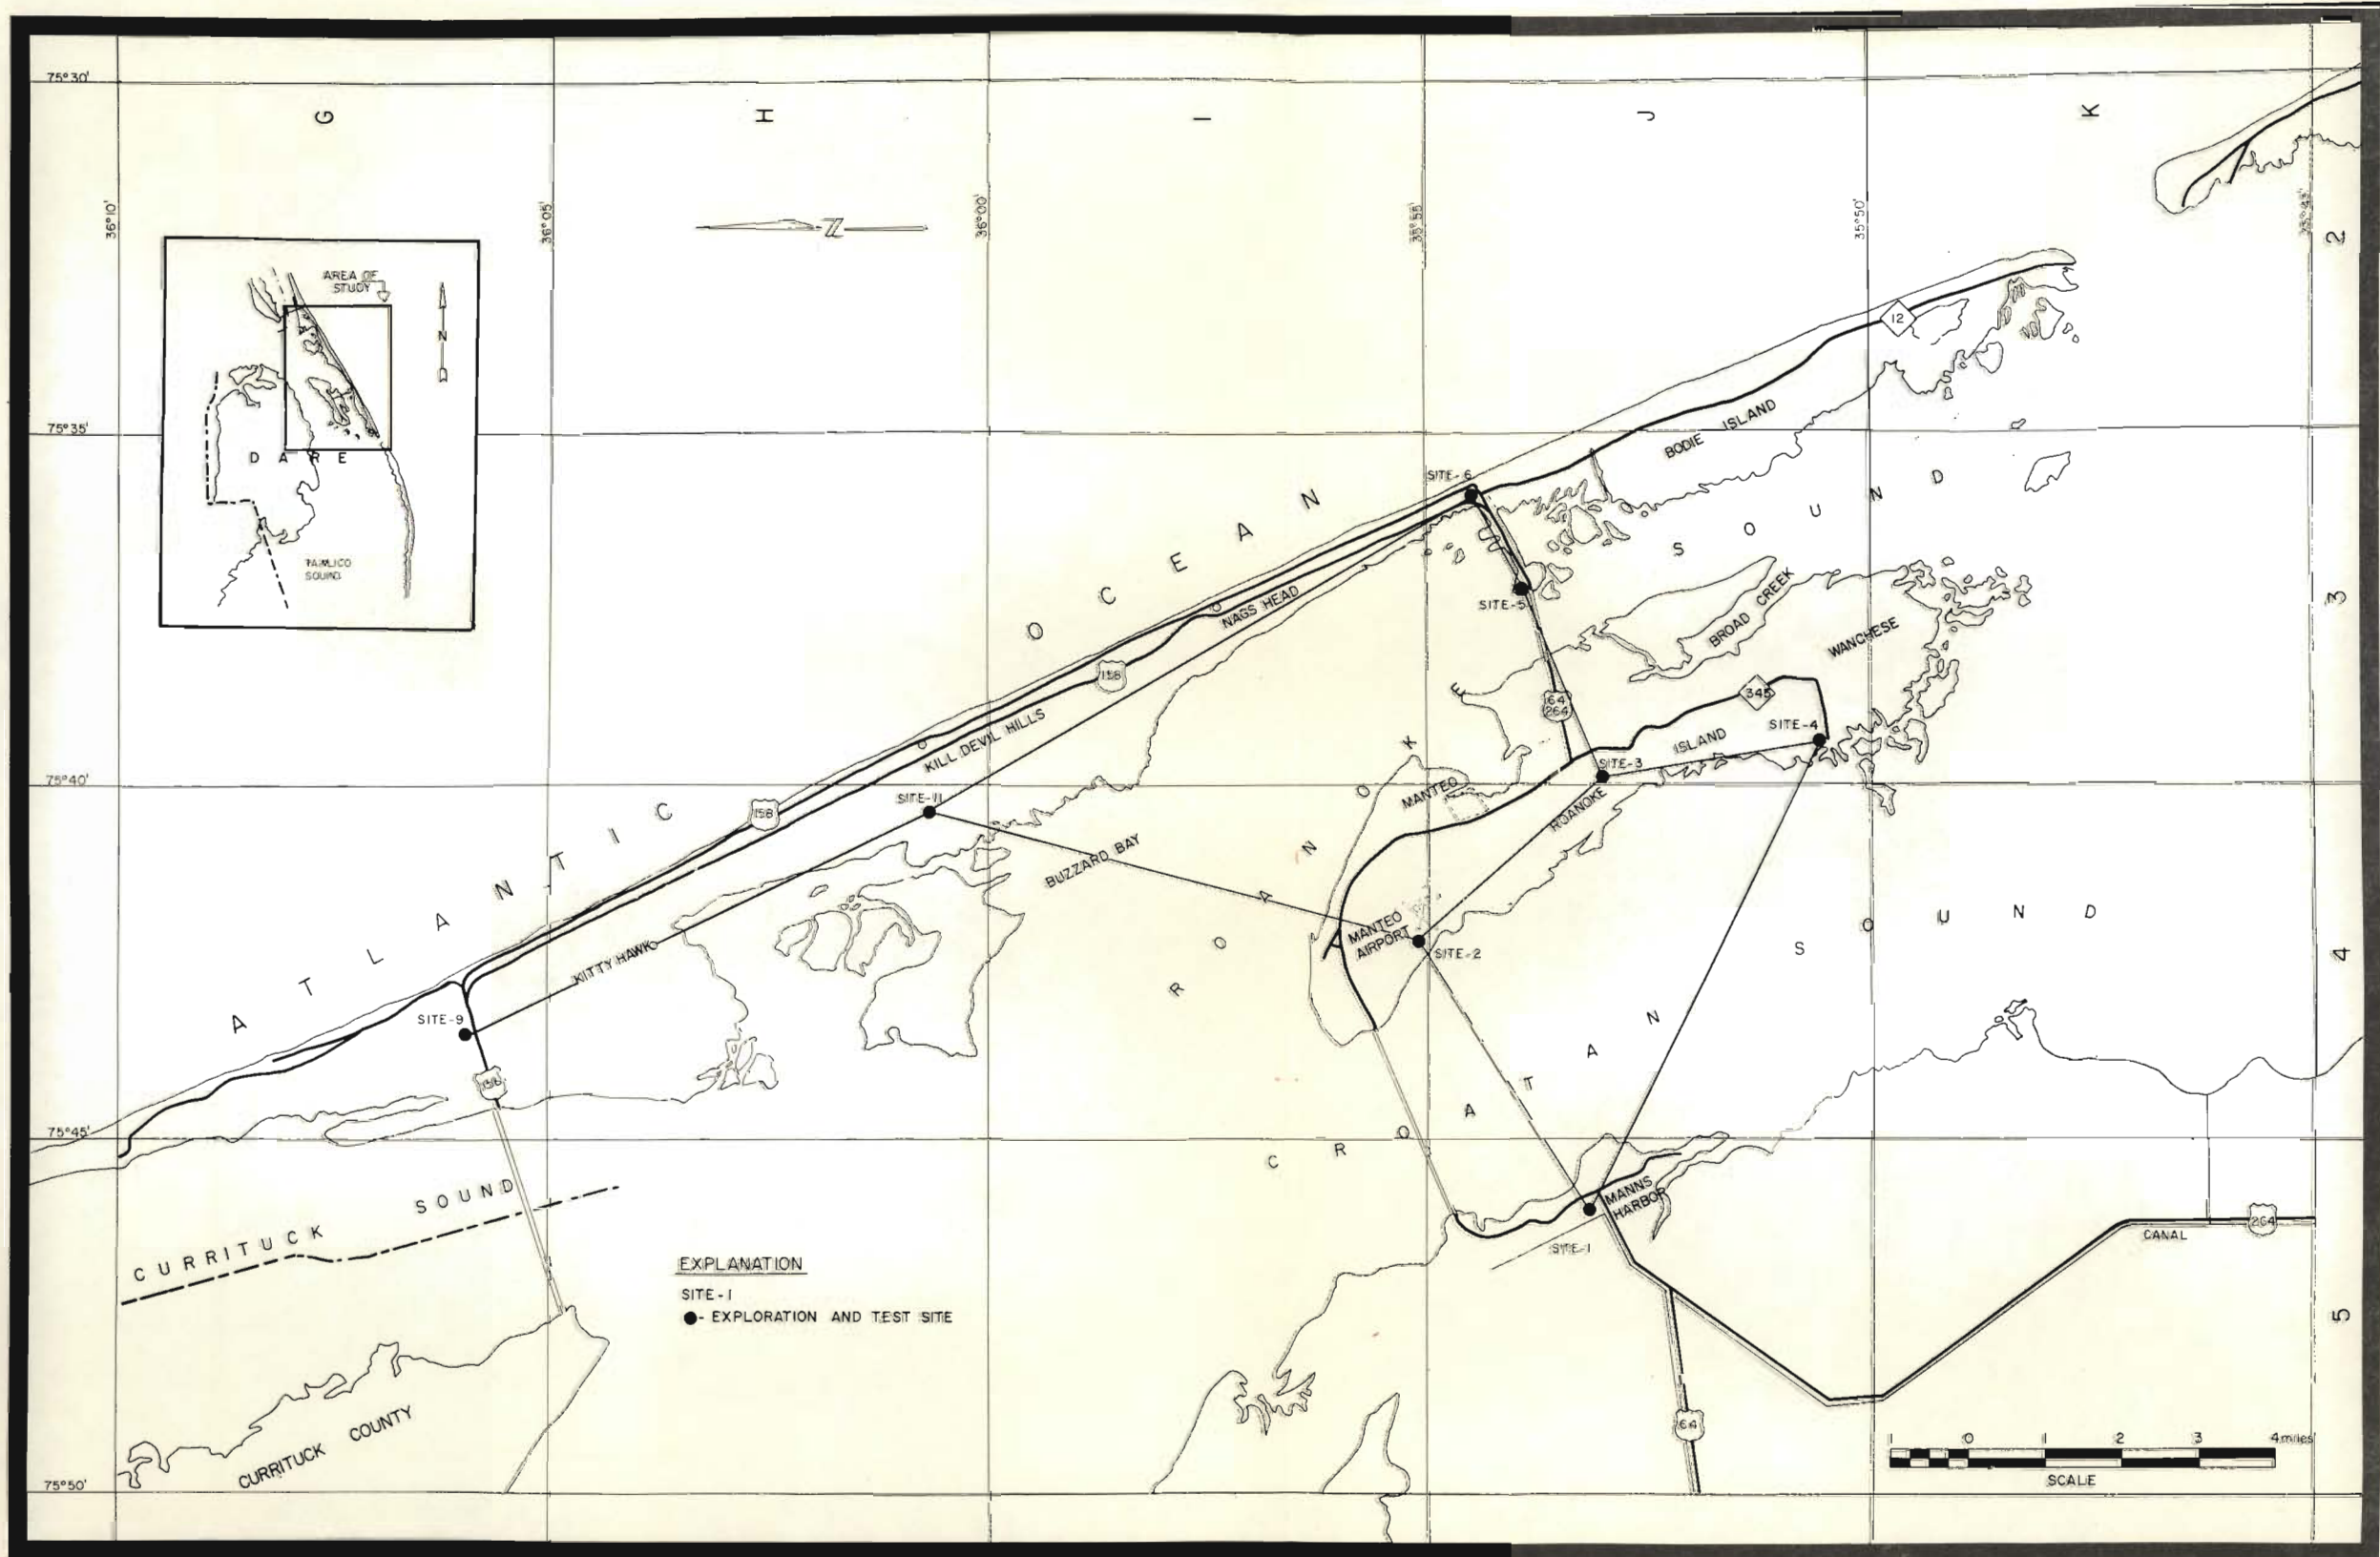 75°30'
G
H
I
J
K
36°10'
36°05'
36°00'
35°55'
35°50'
35°45'
N
2
AREA OF
STUDY
N
D A R E
PAMLICO
SOUND
12
75°35'
BODIE ISLAND
SITE-6
SOUND
ATLANTIC OCEAN
NAGS HEAD
SITE-5
BROAD CREEK
3
WANCHESE
158
64
264
345
SITE-4
KILL DEVIL HILLS
ISLAND
SITE-3
75°40'
SITE-11
158
MANTEO
ROANOKE
BUZZARD BAY
ROANOKE
MANTEO
AIRPORT
SITE-2
SOUND
4
KITTY HAWK
SITE-9
158
CROATAN
75°45'
MANNS
HARBOR
SITE-1
CURRITUCK SOUND
264
CANAL
EXPLANATION
SITE-1
- EXPLORATION AND TEST SITE
5
CURRITUCK COUNTY
64
1 0 1 2 3 4 miles
SCALE
75°50'